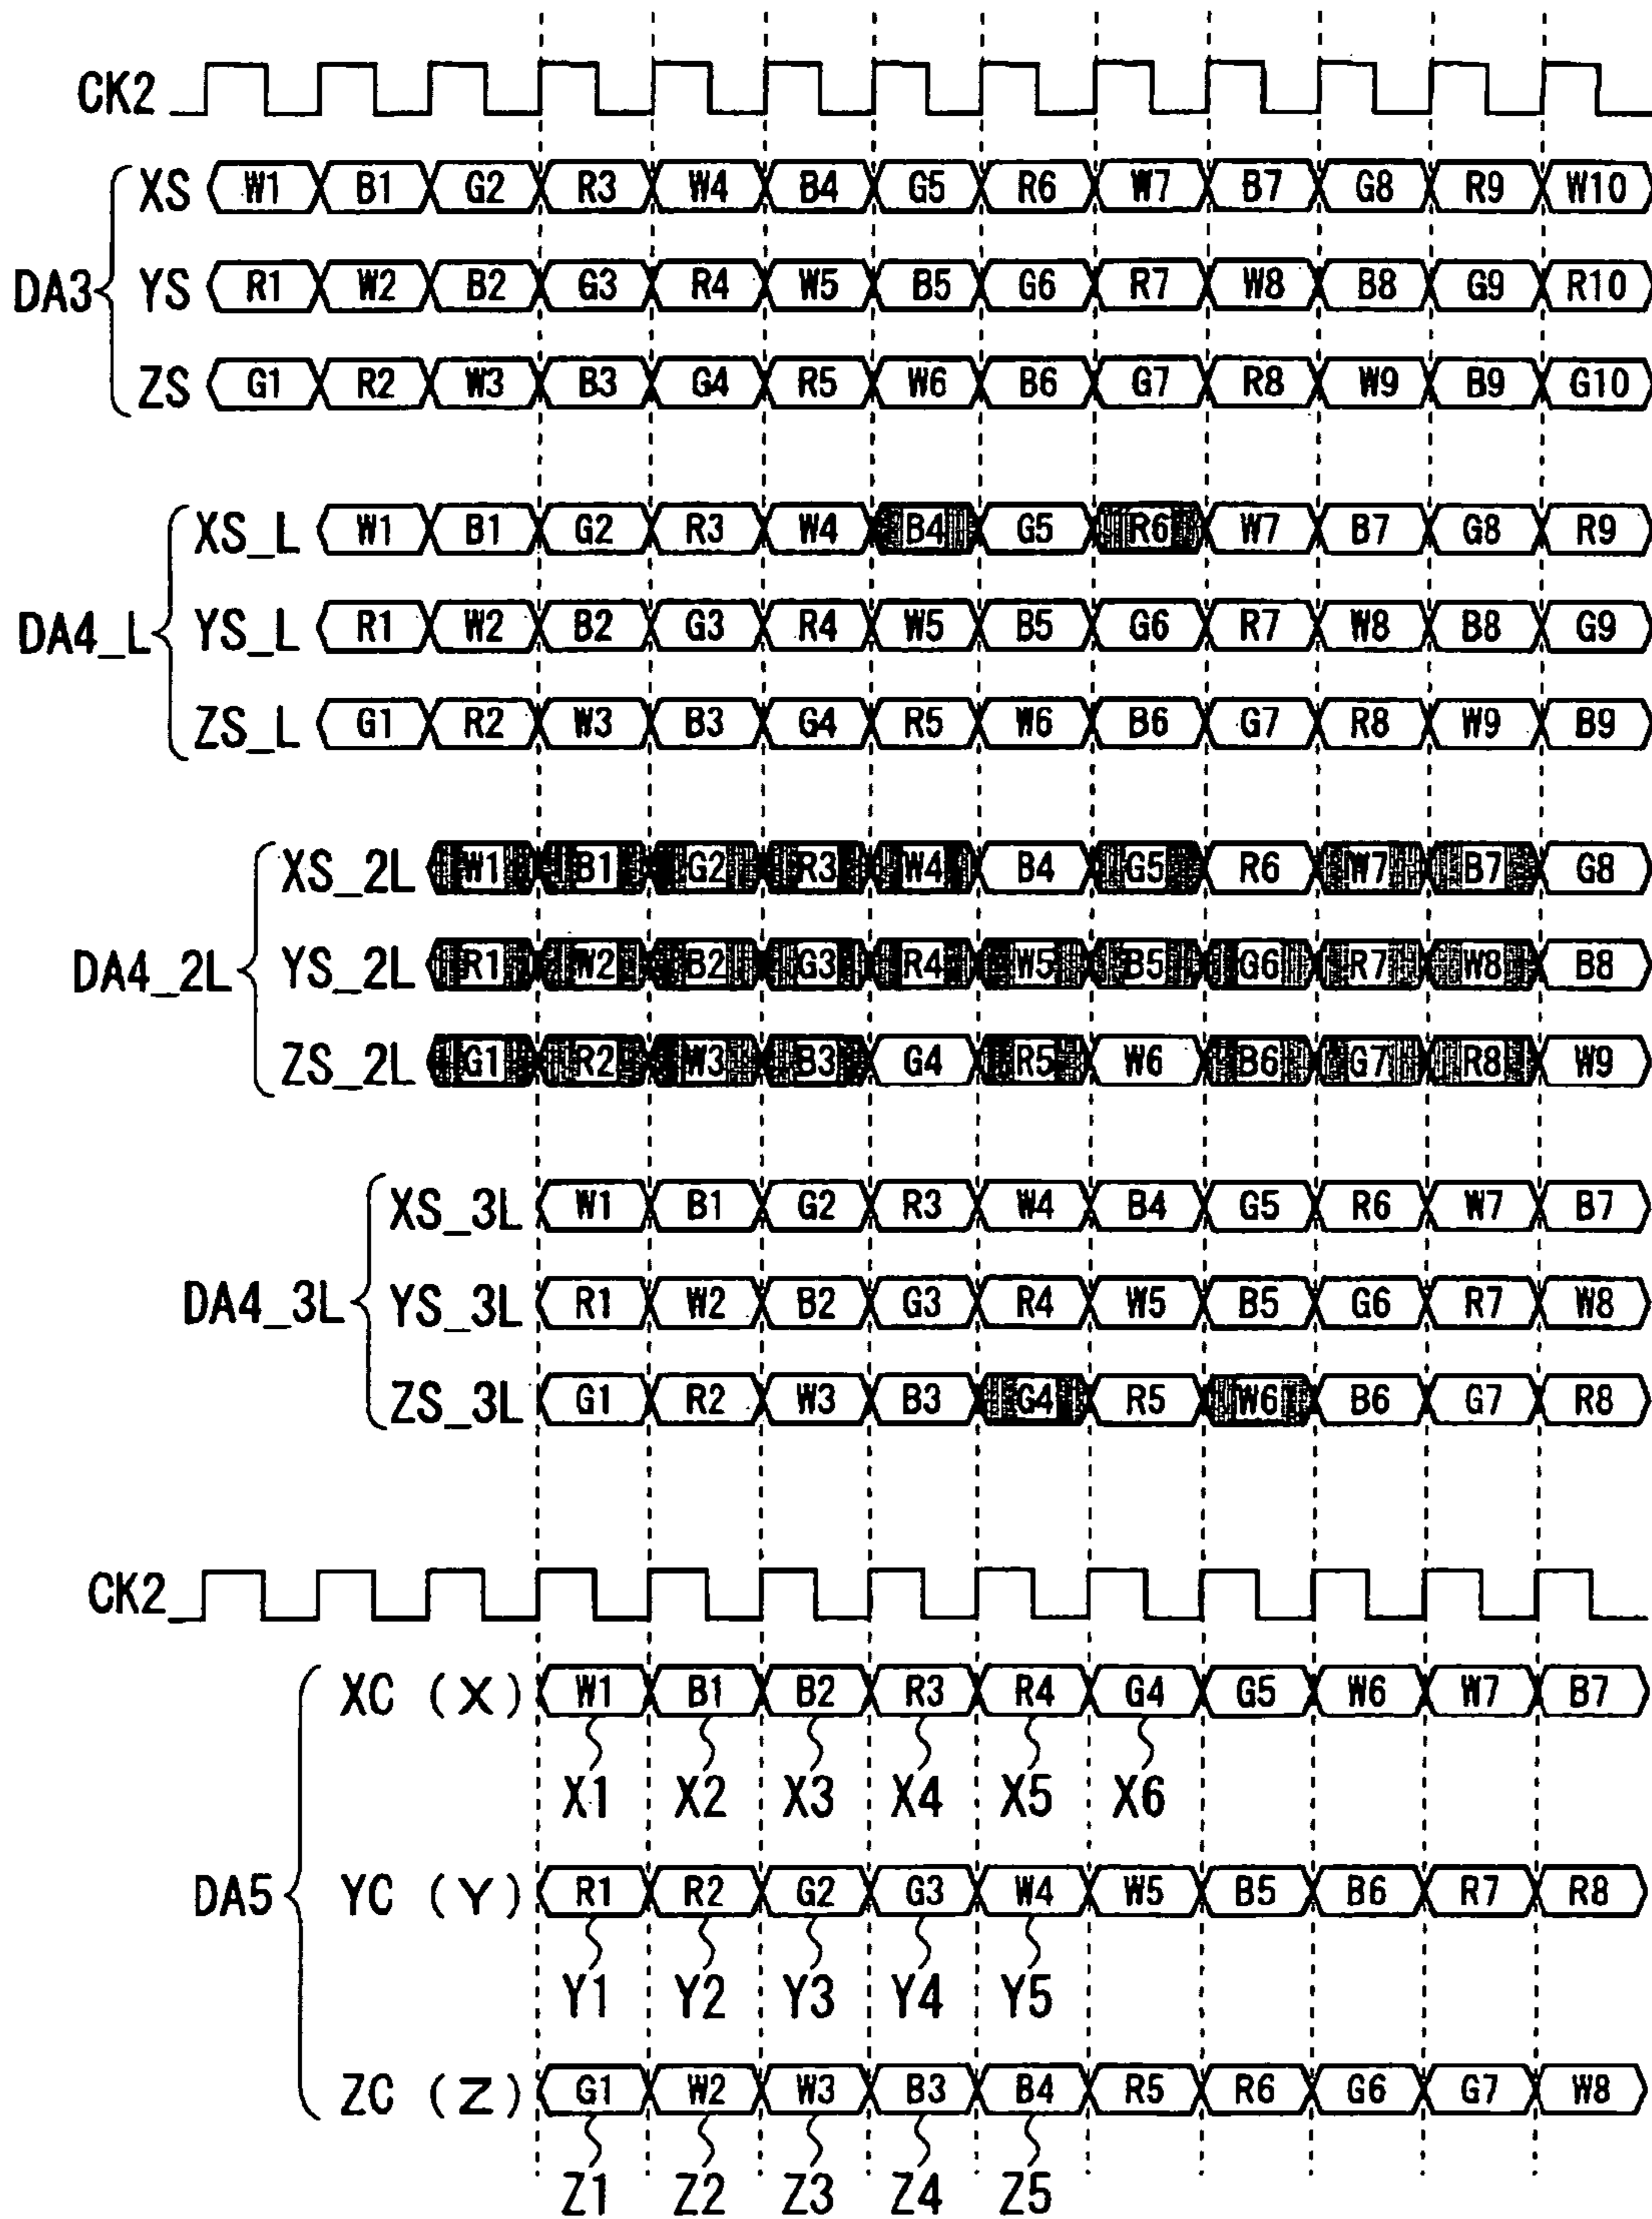 CK2
XS W1 B1 G2 R3 W4 B4 G5 R6 W7 B7 G8 R9 W10
DA3 YS R1 W2 B2 G3 R4 W5 B5 G6 R7 W8 B8 G9 R10
ZS G1 R2 W3 B3 G4 R5 W6 B6 G7 R8 W9 B9 G10
XS_L W1 B1 G2 R3 W4 B4 G5 R6 W7 B7 G8 R9
DA4_L YS_L R1 W2 B2 G3 R4 W5 B5 G6 R7 W8 B8 G9
ZS_L G1 R2 W3 B3 G4 R5 W6 B6 G7 R8 W9 B9
XS_2L W1 B1 G2 R3 W4 B4 G5 R6 W7 B7 G8
DA4_2L YS_2L R1 W2 B2 G3 R4 W5 B5 G6 R7 W8 B8
ZS_2L G1 R2 W3 B3 G4 R5 W6 B6 G7 R8 W9
XS_3L W1 B1 G2 R3 W4 B4 G5 R6 W7 B7
DA4_3L YS_3L R1 W2 B2 G3 R4 W5 B5 G6 R7 W8
ZS_3L G1 R2 W3 B3 G4 R5 W6 B6 G7 R8
CK2
XC (X) W1 B1 B2 R3 R4 G4 G5 W6 W7 B7
X1 X2 X3 X4 X5 X6
DA5 YC (Y) R1 R2 G2 G3 W4 W5 B5 B6 R7 R8
Y1 Y2 Y3 Y4 Y5
ZC (Z) G1 W2 W3 B3 B4 R5 R6 G6 G7 W8
Z1 Z2 Z3 Z4 Z5